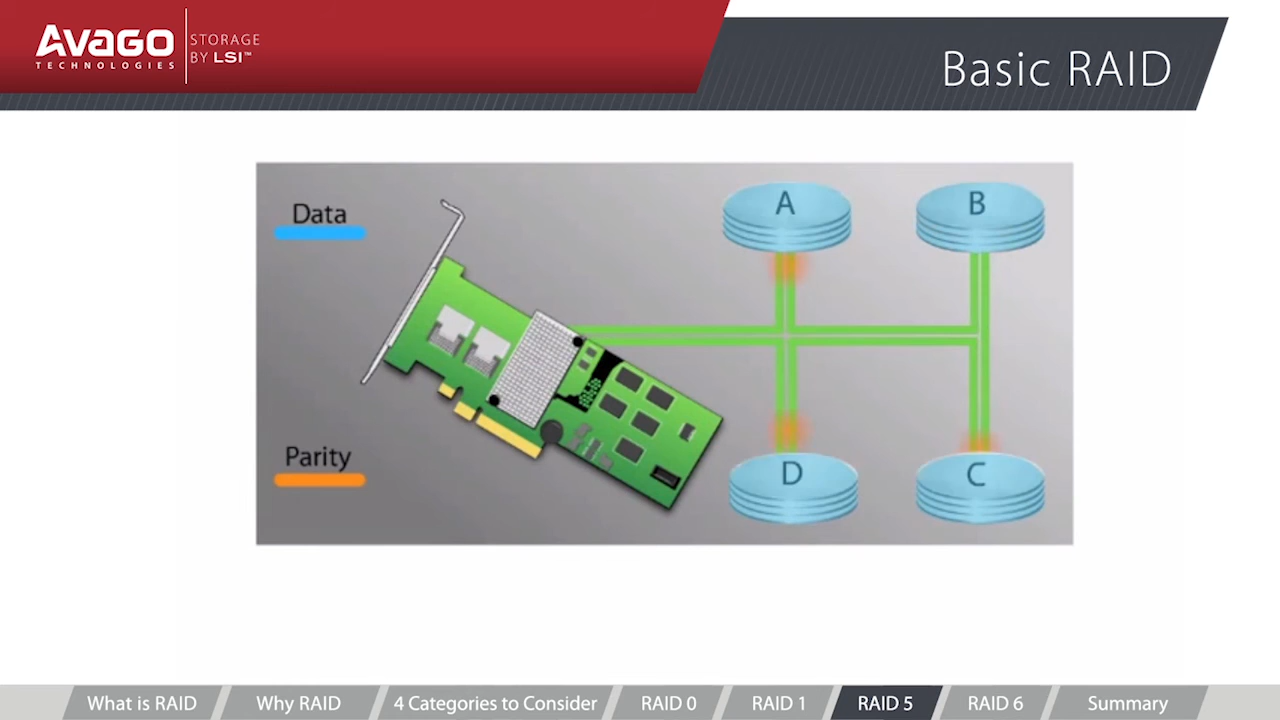 AVAGO
TECHNOLOGIES
STORAGE
BY LSI™
Basic RAID
Data
A
B
Parity
D
C
What is RAID
Why RAID
4 Categories to Consider
RAID 0
RAID 1
RAID 5
RAID 6
Summary